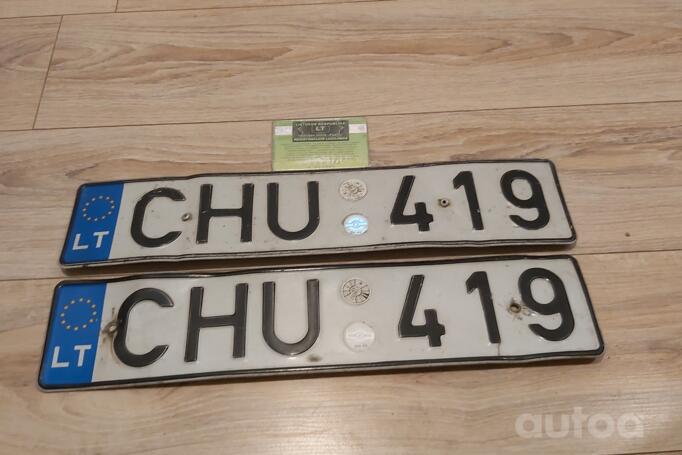 LIETUVOS RESPUBLIKA
LT
LT CHU 419
LT CHU 419
autoa